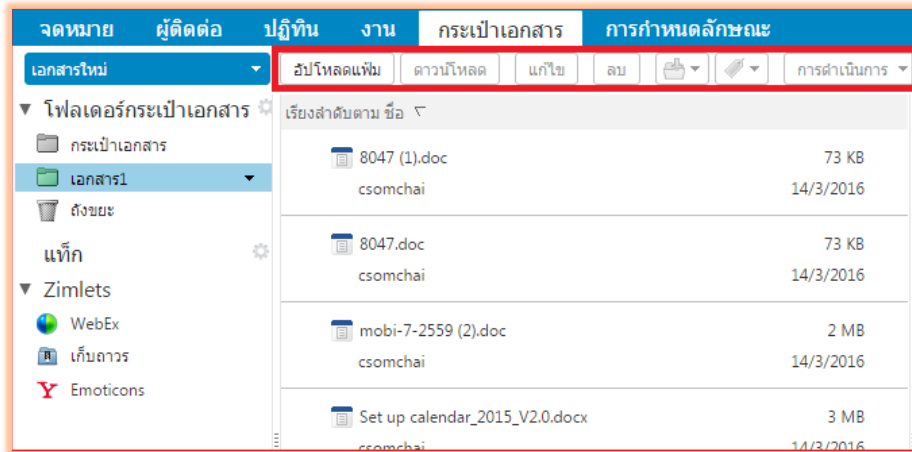 จดหมาย ผู้ติดต่อ ปฏิทิน งาน กระเป๋าเอกสาร การกำหนดลักษณะ
เอกสารใหม่ อัปโหลดแฟ้ม ดาวน์โหลด แก้ไข ลบ การดำเนินการ
โฟลเดอร์กระเป๋าเอกสาร
กระเป๋าเอกสาร
เอกสาร1
ถังขยะ
แท็ก
Zimlets
WebEx
เก็บถาวร
Emoticons
เรียงลำดับตาม ชื่อ
8047 (1).doc 73 KB
csomchai 14/3/2016
8047.doc 73 KB
csomchai 14/3/2016
mobi-7-2559 (2).doc 2 MB
csomchai 14/3/2016
Set up calendar_2015_V2.0.docx 3 MB
csomchai 14/3/2016